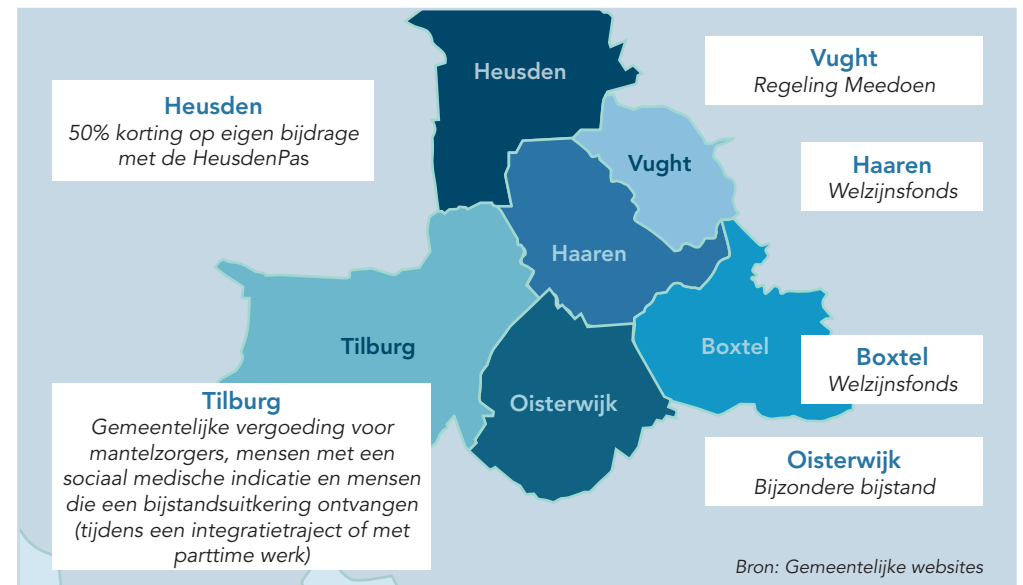 Heusden
50% korting op eigen bijdrage
met de HeusdenPas
Heusden
Vught
Regeling Meedoen
Vught
Haaren
Welzijnsfonds
Haaren
Tilburg
Boxtel
Boxtel
Welzijnsfonds
Tilburg
Gemeentelijke vergoeding voor
mantelzorgers, mensen met een
sociaal medische indicatie en mensen
die een bijstandsuitkering ontvangen
(tijdens een integratietraject of met
parttime werk)
Oisterwijk
Oisterwijk
Bijzondere bijstand
Bron: Gemeentelijke websites